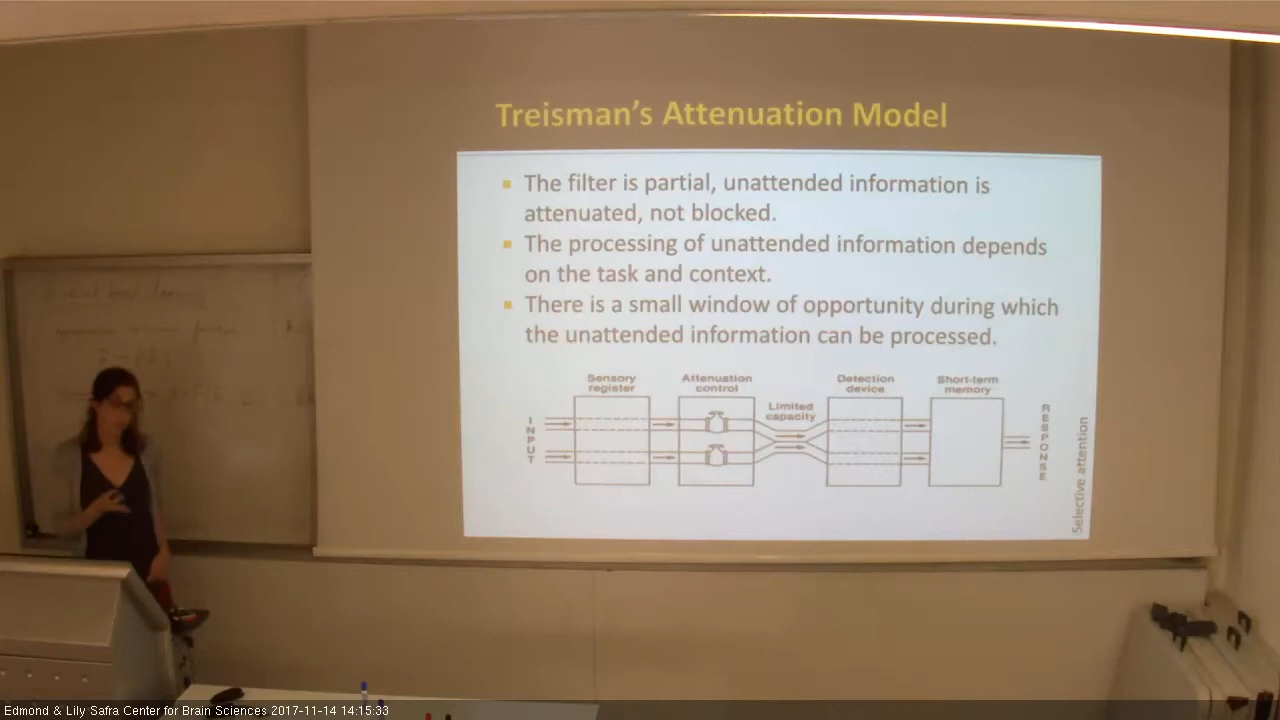 Treisman's Attenuation Model
The filter is partial, unattended information is
attenuated, not blocked.
The processing of unattended information depends
on the task and context.
There is a small window of opportunity during which
the unattended information can be processed.
Sensory
register
Attenuation
control
Limited
capacity
Detection
device
Short-term
memory
INPUT
RESPONSE
Selective attention
Edmond & Lily Safra Center for Brain Sciences 2017-11-14 14:15:33